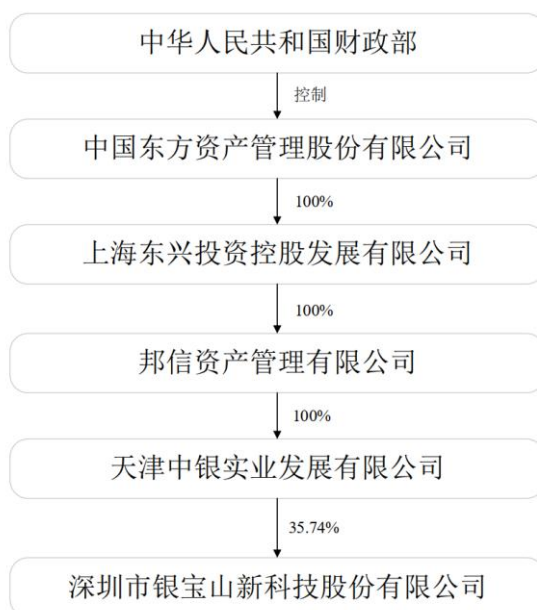 中华人民共和国财政部
控制
中国东方资产管理股份有限公司
100%
上海东兴投资控股发展有限公司
100%
邦信资产管理有限公司
100%
天津中银实业发展有限公司
35.74%
深圳市银宝山新科技股份有限公司